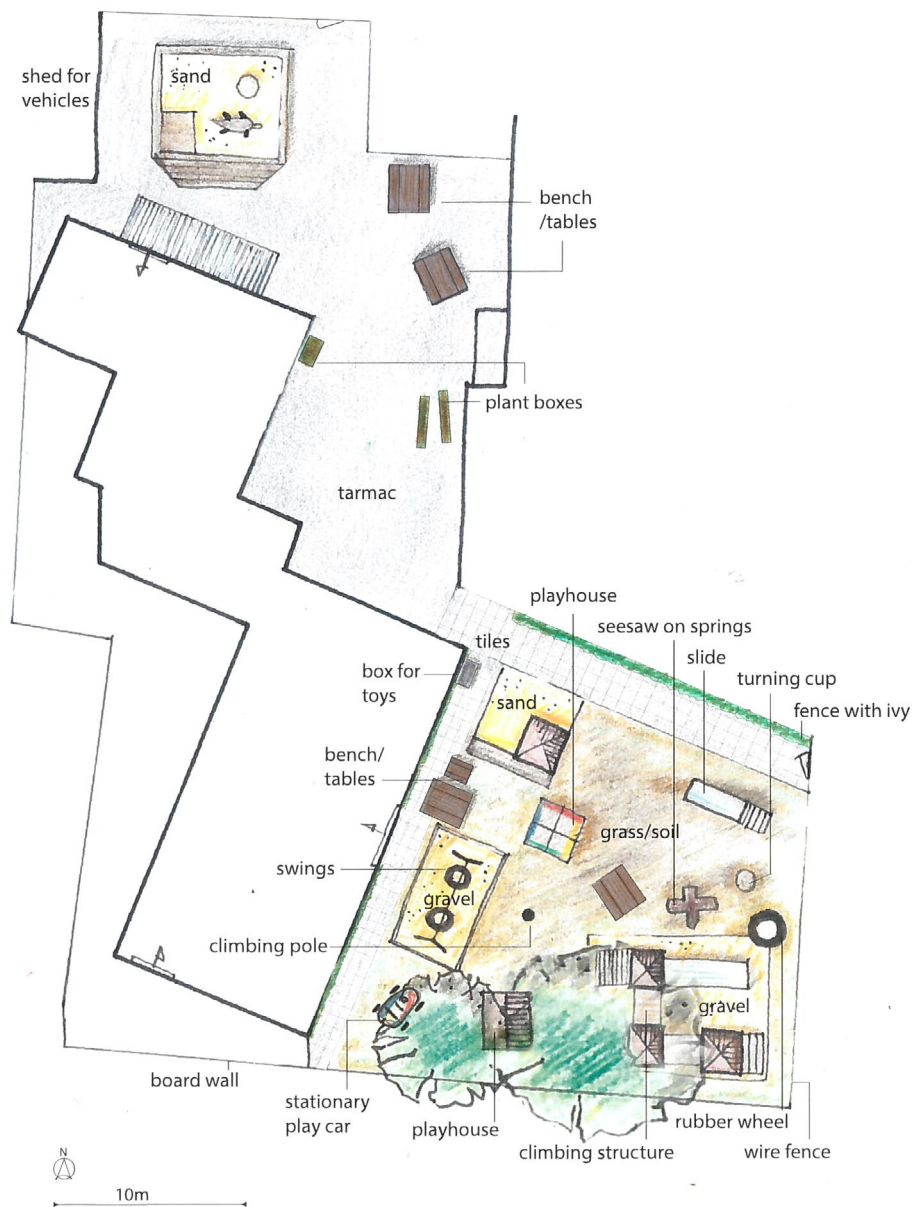 shed for
vehicles
sand
bench
/tables
plant boxes
tarmac
playhouse
seesaw on springs
slide
tiles
turning cup
box for
toys
sand
fence with ivy
bench/
tables
grass/soil
swings
gravel
climbing pole
gravel
board wall
stationary
play car
playhouse
rubber wheel
climbing structure
wire fence
N
10m